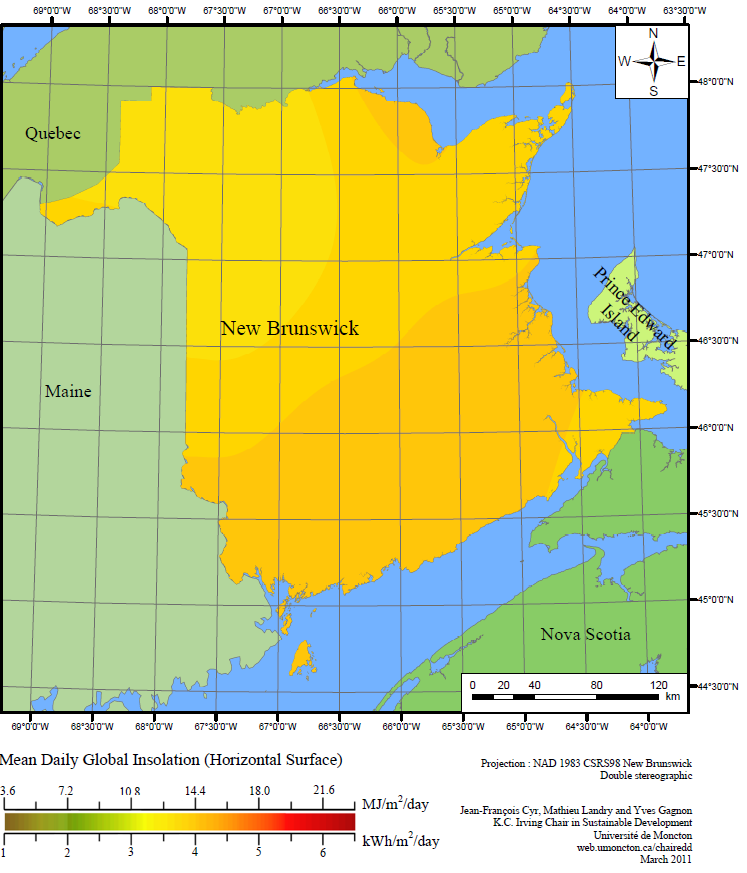 69°0'0"W 68°30'0"W 68°0'0"W 67°30'0"W 67°0'0"W 66°30'0"W 66°0'0"W 65°30'0"W 65°0'0"W 64°30'0"W 64°0'0"W 63°30'0"W
N
W E
S
48°0'0"N
Quebec
47°30'0"N
47°0'0"N
Prince Edward
Island
New Brunswick
46°30'0"N
Maine
46°0'0"N
45°30'0"N
45°0'0"N
Nova Scotia
0 20 40 80 120
km
44°30'0"N
69°0'0"W 68°30'0"W 68°0'0"W 67°30'0"W 67°0'0"W 66°30'0"W 66°0'0"W 65°30'0"W 65°0'0"W 64°30'0"W 64°0'0"W
Mean Daily Global Insolation (Horizontal Surface)
3.6 7.2 10.8 14.4 18.0 21.6
MJ/m²/day
kWh/m²/day
1 2 3 4 5 6
Projection : NAD 1983 CSRS98 New Brunswick
Double stereographic
Jean-François Cyr, Mathieu Landry and Yves Gagnon
K.C. Irving Chair in Sustainable Development
Université de Moncton
web.umoncton.ca/chairedd
March 2011